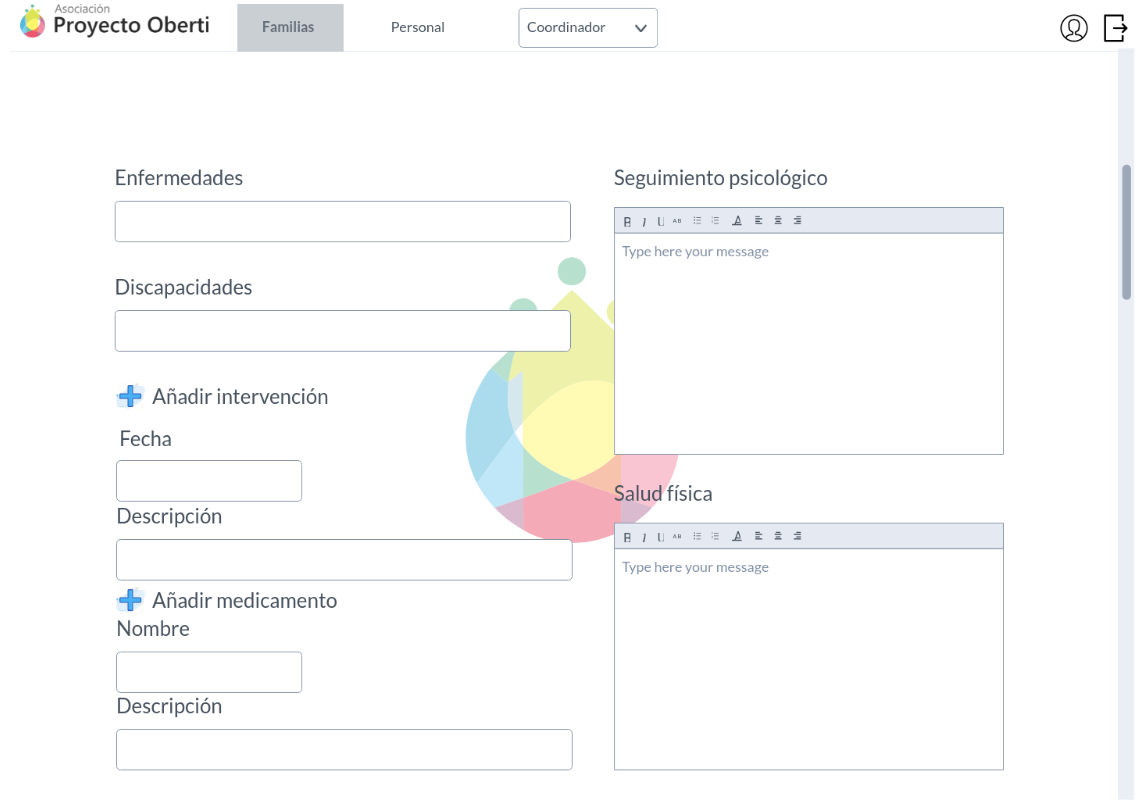 Asociación
Proyecto Oberti
Familias
Personal
Coordinador
Enfermedades
Discapacidades
Añadir intervención
Fecha
Descripción
Añadir medicamento
Nombre
Descripción
Seguimiento psicológico
B I U AB A
Type here your message
Salud física
B I U AB A
Type here your message